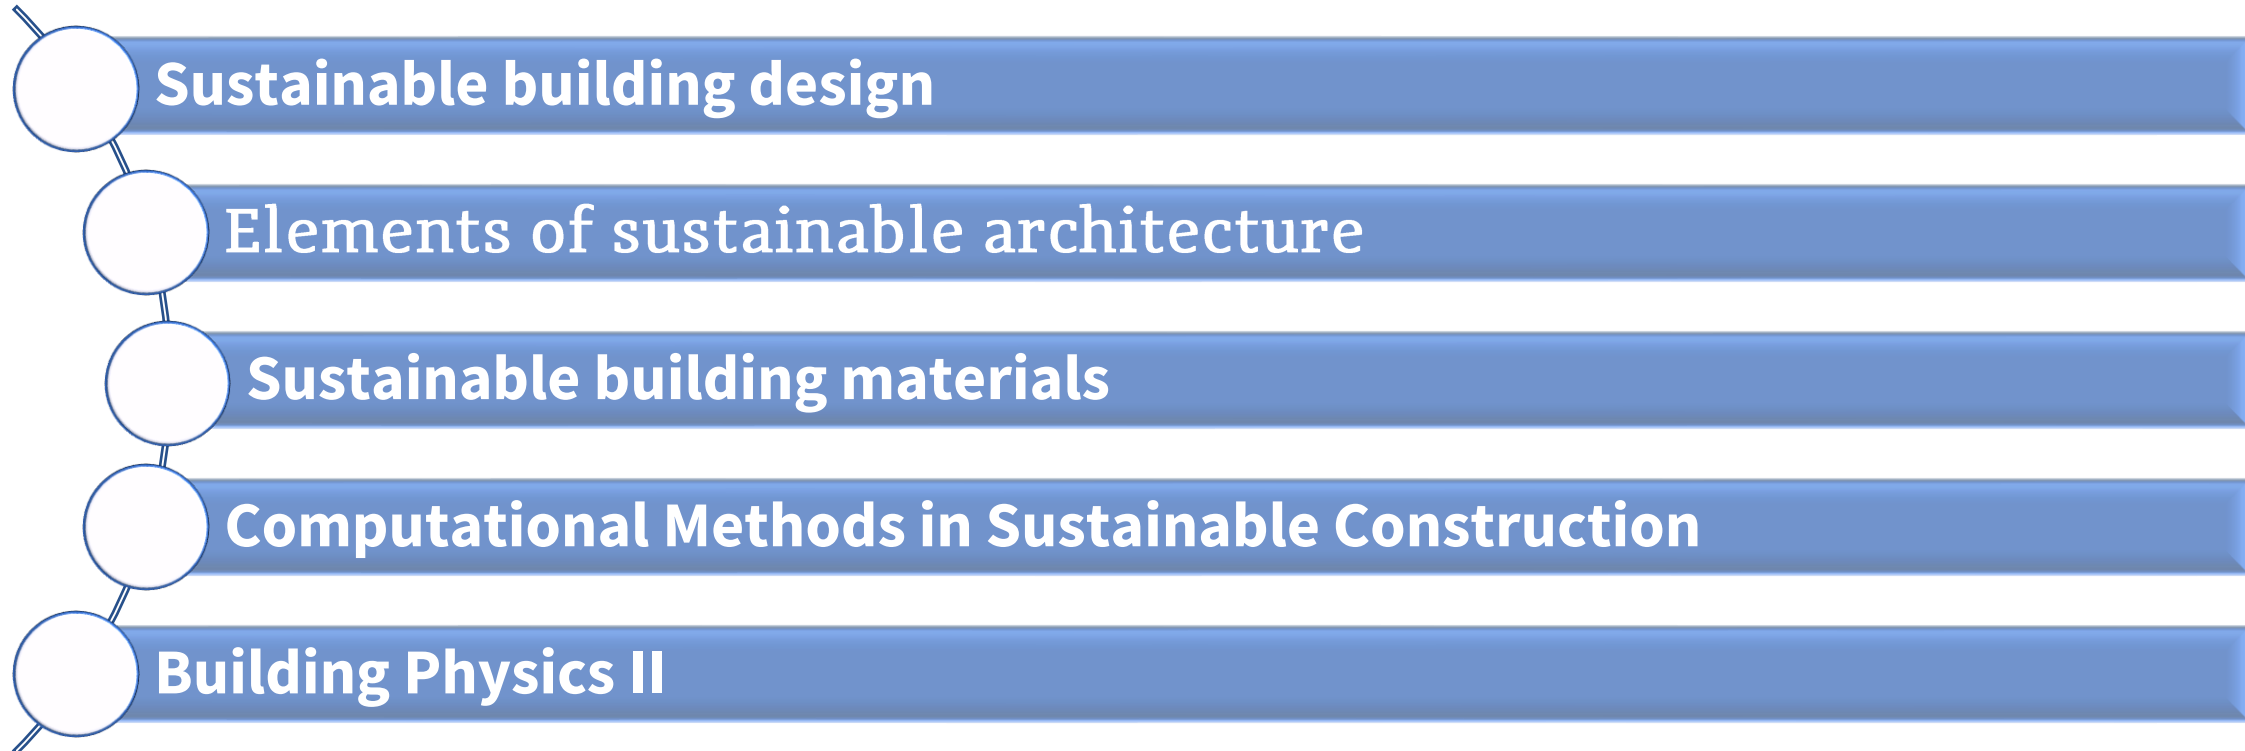 Sustainable building design
Elements of sustainable architecture
Sustainable building materials
Computational Methods in Sustainable Construction
Building Physics II